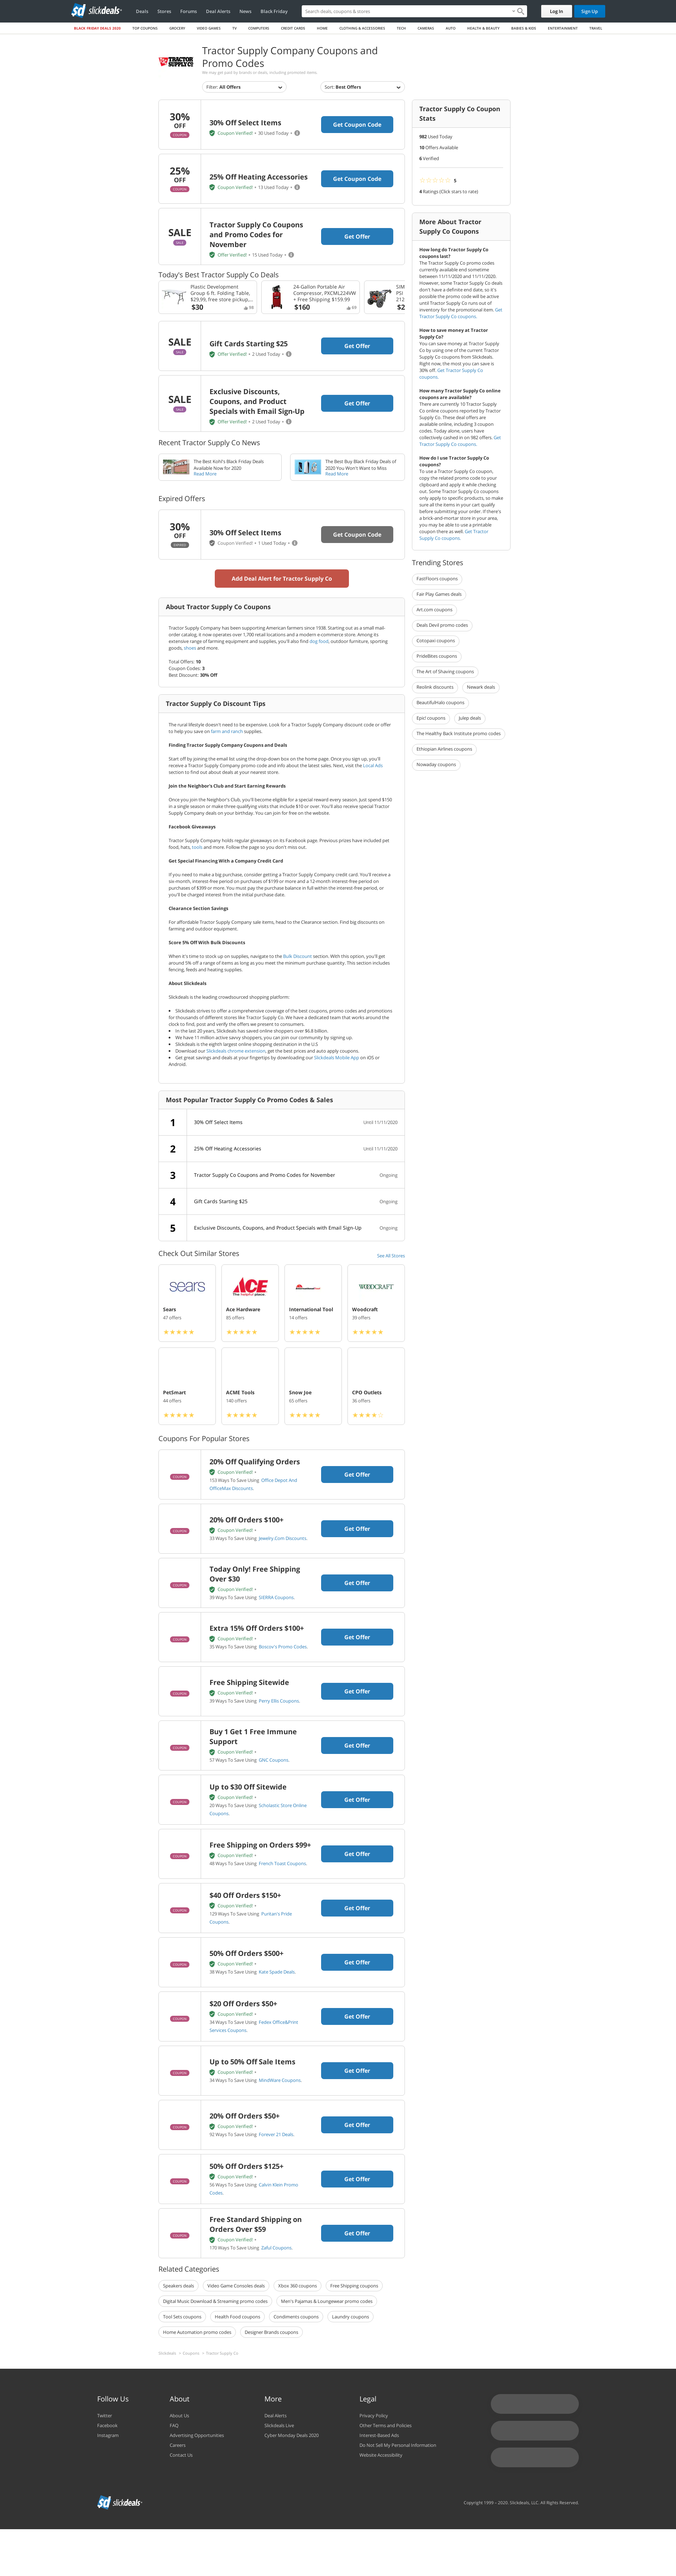 slickdeals
Deals Stores Forums Deal Alerts News Black Friday
Search deals, coupons & stores
Log In Sign Up
BLACK FRIDAY DEALS 2020 TOP COUPONS GROCERY VIDEO GAMES TV COMPUTERS CREDIT CARDS HOME CLOTHING & ACCESSORIES TECH CAMERAS AUTO HEALTH & BEAUTY BABIES & KIDS ENTERTAINMENT TRAVEL
TRACTOR SUPPLY CO
Tractor Supply Company Coupons and
Promo Codes
We may get paid by brands or deals, including promoted items.
Filter: All Offers
Sort: Best Offers
30%
OFF
COUPON
30% Off Select Items
Coupon Verified! • 30 Used Today •
Get Coupon Code
25%
OFF
COUPON
25% Off Heating Accessories
Coupon Verified! • 13 Used Today •
Get Coupon Code
SALE
SALE
Tractor Supply Co Coupons
and Promo Codes for
November
Offer Verified! • 15 Used Today •
Get Offer
Today's Best Tractor Supply Co Deals
Plastic Development
Group 6 ft. Folding Table,
$29.99, free store pickup,...
$30
24-Gallon Portable Air
Compressor, PXCML224VW
+ Free Shipping $159.99
$160
SALE
SALE
Gift Cards Starting $25
Offer Verified! • 2 Used Today •
Get Offer
SALE
SALE
Exclusive Discounts,
Coupons, and Product
Specials with Email Sign-Up
Offer Verified! • 2 Used Today •
Get Offer
Recent Tractor Supply Co News
The Best Kohl's Black Friday Deals
Available Now for 2020
Read More
The Best Buy Black Friday Deals of
2020 You Won't Want to Miss
Read More
Expired Offers
30%
OFF
EXPIRED
30% Off Select Items
Coupon Verified! • 1 Used Today •
Get Coupon Code
Add Deal Alert for Tractor Supply Co
About Tractor Supply Co Coupons
Tractor Supply Company has been supporting American farmers since 1938. Starting out as a small mail-
order catalog, it now operates over 1,700 retail locations and a modern e-commerce store. Among its
extensive range of farming equipment and supplies, you'll also find dog food, outdoor furniture, sporting
goods, shoes and more.
Total Offers: 10
Coupon Codes: 3
Best Discount: 30% Off
Tractor Supply Co Discount Tips
The rural lifestyle doesn't need to be expensive. Look for a Tractor Supply Company discount code or offer
to help you save on farm and ranch supplies.
Finding Tractor Supply Company Coupons and Deals
Start off by joining the email list using the drop-down box on the home page. Once you sign up, you'll
receive a Tractor Supply Company promo code and info about the latest sales. Next, visit the Local Ads
section to find out about deals at your nearest store.
Join the Neighbor's Club and Start Earning Rewards
Once you join the Neighbor's Club, you'll become eligible for a special reward every season. Just spend $150
in a single season or make three qualifying visits that include $10 or over. You'll also receive special Tractor
Supply Company deals on your birthday. You can join for free on the website.
Facebook Giveaways
Tractor Supply Company holds regular giveaways on its Facebook page. Previous prizes have included pet
food, hats, tools and more. Follow the page so you don't miss out.
Get Special Financing With a Company Credit Card
If you need to make a big purchase, consider getting a Tractor Supply Company credit card. You'll receive a
six-month, interest-free period on purchases of $199 or more and a 12-month interest-free period on
purchases of $399 or more. You must pay the purchase balance in full within the interest-free period, or
you'll be charged interest from the initial purchase date.
Clearance Section Savings
For affordable Tractor Supply Company sale items, head to the Clearance section. Find big discounts on
farming and outdoor equipment.
Score 5% Off With Bulk Discounts
When it's time to stock up on supplies, navigate to the Bulk Discount section. With this option, you'll get
around 5% off a range of items as long as you meet the minimum purchase quantity. This section includes
fencing, feeds and heating supplies.
About Slickdeals
Slickdeals is the leading crowdsourced shopping platform:
• Slickdeals strives to offer a comprehensive coverage of the best coupons, promo codes and promotions
for thousands of different stores like Tractor Supply Co. We have a dedicated team that works around the
clock to find, post and verify the offers we present to consumers.
• In the last 20 years, Slickdeals has saved online shoppers over $6.8 billion.
• We have 11 million active savvy shoppers, you can join our community by signing up.
• Slickdeals is the eighth largest online shopping destination in the U.S
• Download our Slickdeals chrome extension, get the best prices and auto apply coupons.
• Get great savings and deals at your fingertips by downloading our Slickdeals Mobile App on iOS or
Android.
Most Popular Tractor Supply Co Promo Codes & Sales
1 30% Off Select Items Until 11/11/2020
2 25% Off Heating Accessories Until 11/11/2020
3 Tractor Supply Co Coupons and Promo Codes for November Ongoing
4 Gift Cards Starting $25 Ongoing
5 Exclusive Discounts, Coupons, and Product Specials with Email Sign-Up Ongoing
Check Out Similar Stores
See All Stores
Sears
47 offers
Ace Hardware
85 offers
International Tool
14 offers
Woodcraft
39 offers
PetSmart
44 offers
ACME Tools
140 offers
Snow Joe
65 offers
CPO Outlets
36 offers
Coupons For Popular Stores
COUPON
20% Off Qualifying Orders
Coupon Verified! •
153 Ways To Save Using Office Depot And
OfficeMax Discounts.
Get Offer
COUPON
20% Off Orders $100+
Coupon Verified! •
33 Ways To Save Using Jewelry.Com Discounts.
Get Offer
COUPON
Today Only! Free Shipping
Over $30
Coupon Verified! •
39 Ways To Save Using SIERRA Coupons.
Get Offer
COUPON
Extra 15% Off Orders $100+
Coupon Verified! •
35 Ways To Save Using Boscov's Promo Codes.
Get Offer
COUPON
Free Shipping Sitewide
Coupon Verified! •
39 Ways To Save Using Perry Ellis Coupons.
Get Offer
COUPON
Buy 1 Get 1 Free Immune
Support
Coupon Verified! •
57 Ways To Save Using GNC Coupons.
Get Offer
COUPON
Up to $30 Off Sitewide
Coupon Verified! •
20 Ways To Save Using Scholastic Store Online
Coupons.
Get Offer
COUPON
Free Shipping on Orders $99+
Coupon Verified! •
48 Ways To Save Using French Toast Coupons.
Get Offer
COUPON
$40 Off Orders $150+
Coupon Verified! •
129 Ways To Save Using Puritan's Pride
Coupons.
Get Offer
COUPON
50% Off Orders $500+
Coupon Verified! •
38 Ways To Save Using Kate Spade Deals.
Get Offer
COUPON
$20 Off Orders $50+
Coupon Verified! •
34 Ways To Save Using Fedex Office&Print
Services Coupons.
Get Offer
COUPON
Up to 50% Off Sale Items
Coupon Verified! •
34 Ways To Save Using MindWare Coupons.
Get Offer
COUPON
20% Off Orders $50+
Coupon Verified! •
92 Ways To Save Using Forever 21 Deals.
Get Offer
COUPON
50% Off Orders $125+
Coupon Verified! •
56 Ways To Save Using Calvin Klein Promo
Codes.
Get Offer
COUPON
Free Standard Shipping on
Orders Over $59
Coupon Verified! •
170 Ways To Save Using Zaful Coupons.
Get Offer
Related Categories
Speakers deals Video Game Consoles deals Xbox 360 coupons Free Shipping coupons
Digital Music Download & Streaming promo codes Men's Pajamas & Loungewear promo codes
Tool Sets coupons Health Food coupons Condiments coupons Laundry coupons
Home Automation promo codes Designer Brands coupons
Slickdeals > Coupons > Tractor Supply Co
Tractor Supply Co Coupon
Stats
982 Used Today
10 Offers Available
6 Verified
5
4 Ratings (Click stars to rate)
More About Tractor
Supply Co Coupons
How long do Tractor Supply Co
coupons last?
The Tractor Supply Co promo codes
currently available end sometime
between 11/11/2020 and 11/11/2020.
However, some Tractor Supply Co deals
don't have a definite end date, so it's
possible the promo code will be active
until Tractor Supply Co runs out of
inventory for the promotional item. Get
Tractor Supply Co coupons.
How to save money at Tractor
Supply Co?
You can save money at Tractor Supply
Co by using one of the current Tractor
Supply Co coupons from Slickdeals.
Right now, the most you can save is
30% off. Get Tractor Supply Co
coupons.
How many Tractor Supply Co online
coupons are available?
There are currently 10 Tractor Supply
Co online coupons reported by Tractor
Supply Co. These deal offers are
available online, including 3 coupon
codes. Today alone, users have
collectively cashed in on 982 offers. Get
Tractor Supply Co coupons.
How do I use Tractor Supply Co
coupons?
To use a Tractor Supply Co coupon,
copy the related promo code to your
clipboard and apply it while checking
out. Some Tractor Supply Co coupons
only apply to specific products, so make
sure all the items in your cart qualify
before submitting your order. If there's
a brick-and-mortar store in your area,
you may be able to use a printable
coupon there as well. Get Tractor
Supply Co coupons.
Trending Stores
FastFloors coupons
Fair Play Games deals
Art.com coupons
Deals Devil promo codes
Cotopaxi coupons
PrideBites coupons
The Art of Shaving coupons
Reolink discounts Newark deals
BeautifulHalo coupons
Epicl coupons Julep deals
The Healthy Back Institute promo codes
Ethiopian Airlines coupons
Nowaday coupons
Follow Us
Twitter
Facebook
Instagram
About
About Us
FAQ
Advertising Opportunities
Careers
Contact Us
More
Deal Alerts
Slickdeals Live
Cyber Monday Deals 2020
Legal
Privacy Policy
Other Terms and Policies
Interest-Based Ads
Do Not Sell My Personal Information
Website Accessibility
slickdeals
Copyright 1999 - 2020. Slickdeals, LLC. All Rights Reserved.